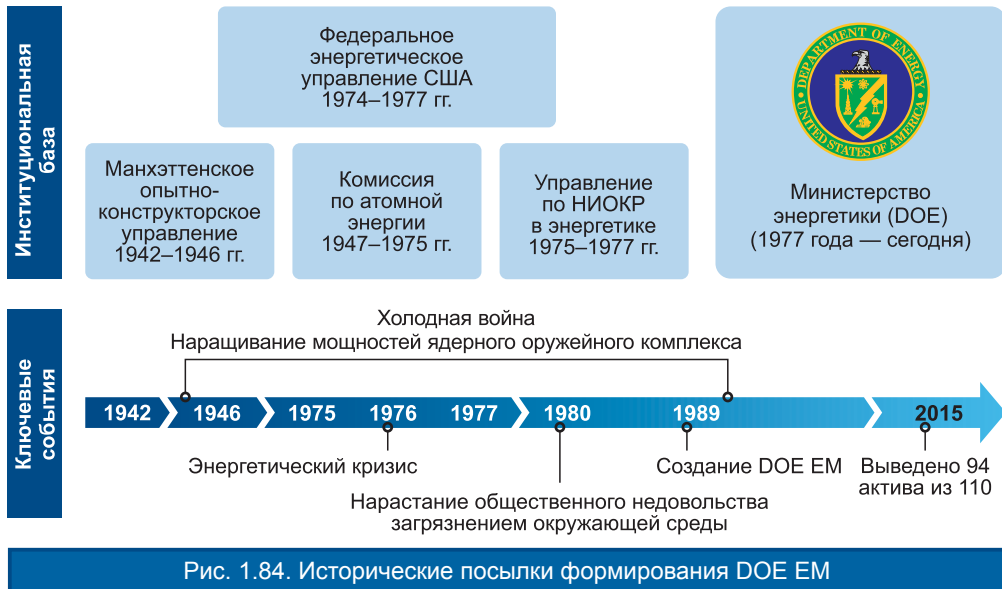 Институциональная
база
Федеральное
энергетическое
управление США
1974–1977 гг.
Манхэттенское
опытно-
конструкторское
управление
1942–1946 гг.
Комиссия
по атомной
энергии
1947–1975 гг.
Управление
по НИОКР
в энергетике
1975–1977 гг.
DEPARTMENT OF ENERGY
UNITED STATES OF AMERICA
Министерство
энергетики (DOE)
(1977 года — сегодня)
Ключевые
события
Холодная война
Наращивание мощностей ядерного оружейного комплекса
1942 1946 1975 1976 1977 1980 1989 2015
Энергетический кризис
Нарастание общественного недовольства
загрязнением окружающей среды
Создание DOE EM
Выведено 94
актива из 110
Рис. 1.84. Исторические посылки формирования DOE EM